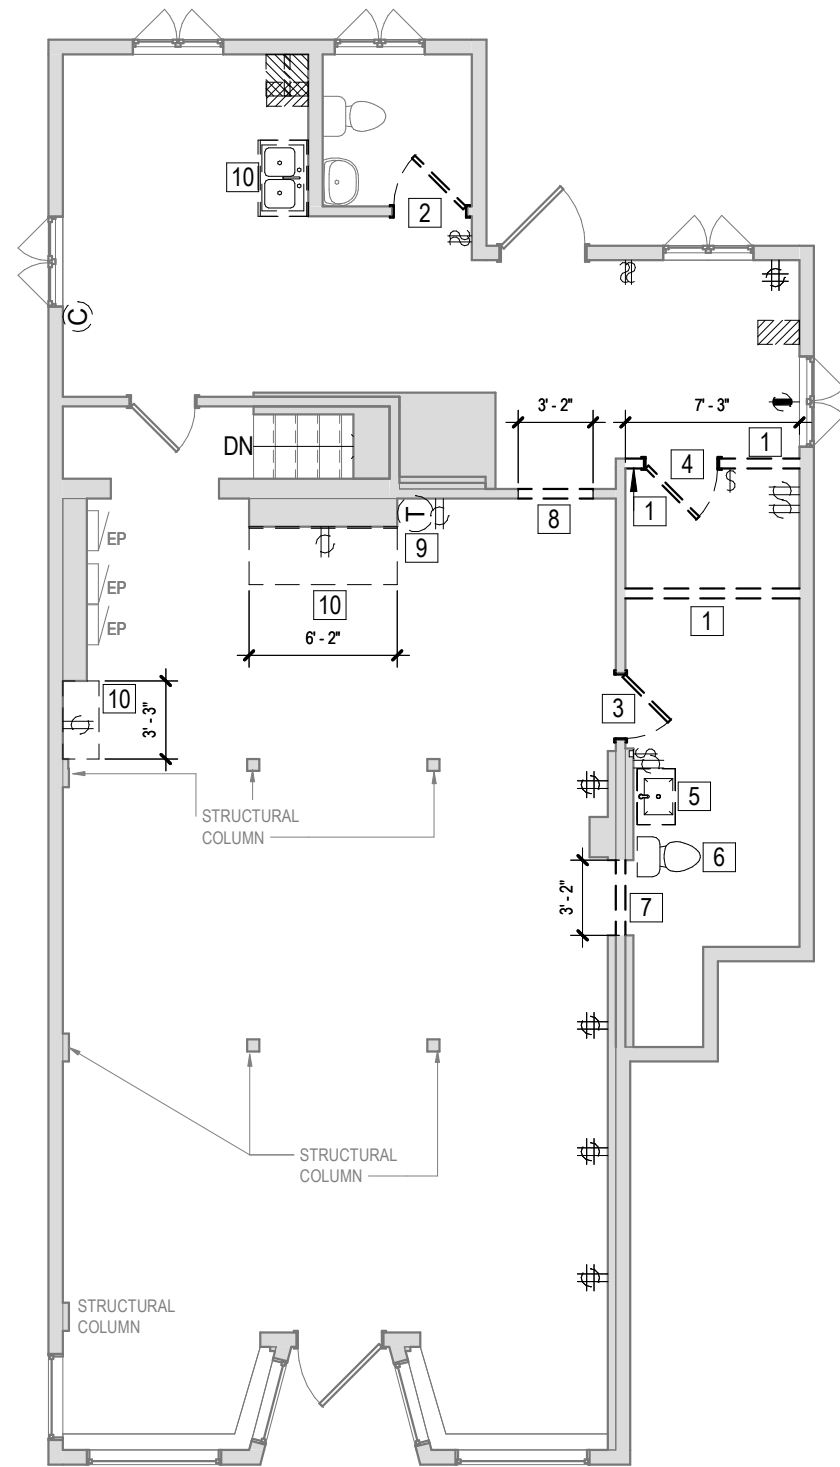 10
2
C
DN
3' - 2"
7' - 3"
1
4
1
8
T
9
EP
EP
EP
10
1
6' - 2"
10
3' - 3"
3
5
STRUCTURAL
COLUMN
6
3' - 2"
7
STRUCTURAL
COLUMN
STRUCTURAL
COLUMN